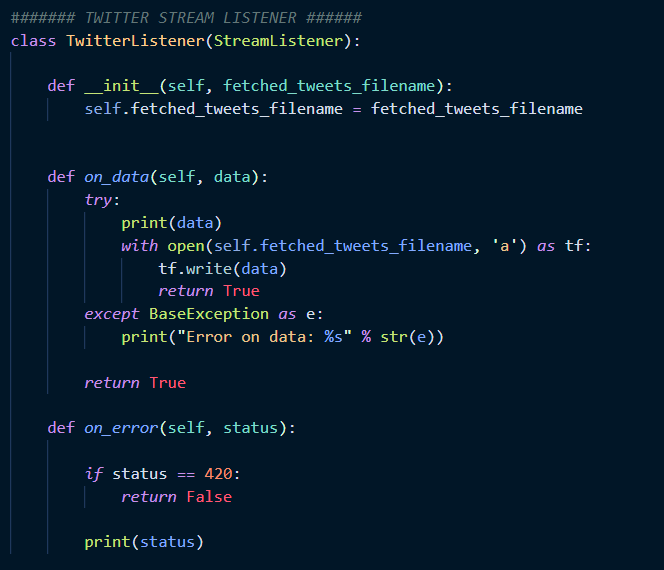 ####### TWITTER STREAM LISTENER ######
class TwitterListener(StreamListener):
    def __init__(self, fetched_tweets_filename):
        self.fetched_tweets_filename = fetched_tweets_filename
    def on_data(self, data):
        try:
            print(data)
            with open(self.fetched_tweets_filename, 'a') as tf:
                tf.write(data)
                return True
        except BaseException as e:
            print("Error on data: %s" % str(e))
        return True
    def on_error(self, status):
        if status == 420:
            return False
        print(status)